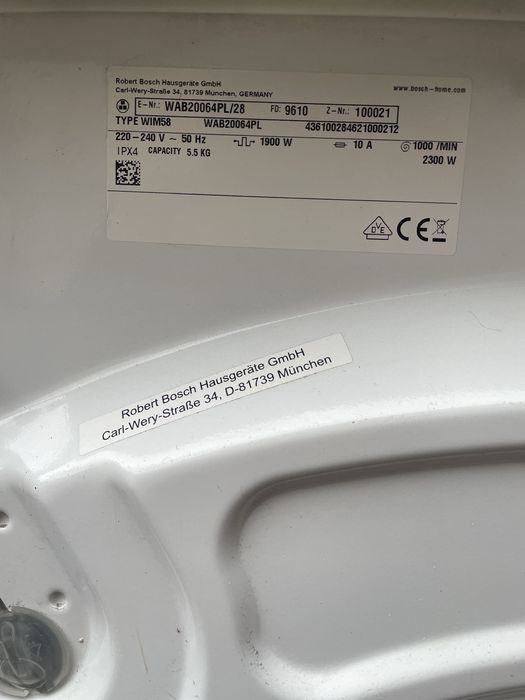 Robert Bosch Hausgeräte GmbH
Carl-Wery-Straße 34, 81739 München, GERMANY
www.bosch-home.com
E-Nr.: WAB20064PL/28 FD: 9610 Z-Nr.: 100021
TYPE WIM58 WAB20064PL 436100284621000212
220-240 V ~ 50 Hz 1900 W 10 A 1000 /MIN
IPX4 CAPACITY 5.5 KG 2300 W
DVE CE
Robert Bosch Hausgeräte GmbH
Carl-Wery-Straße 34, D-81739 München